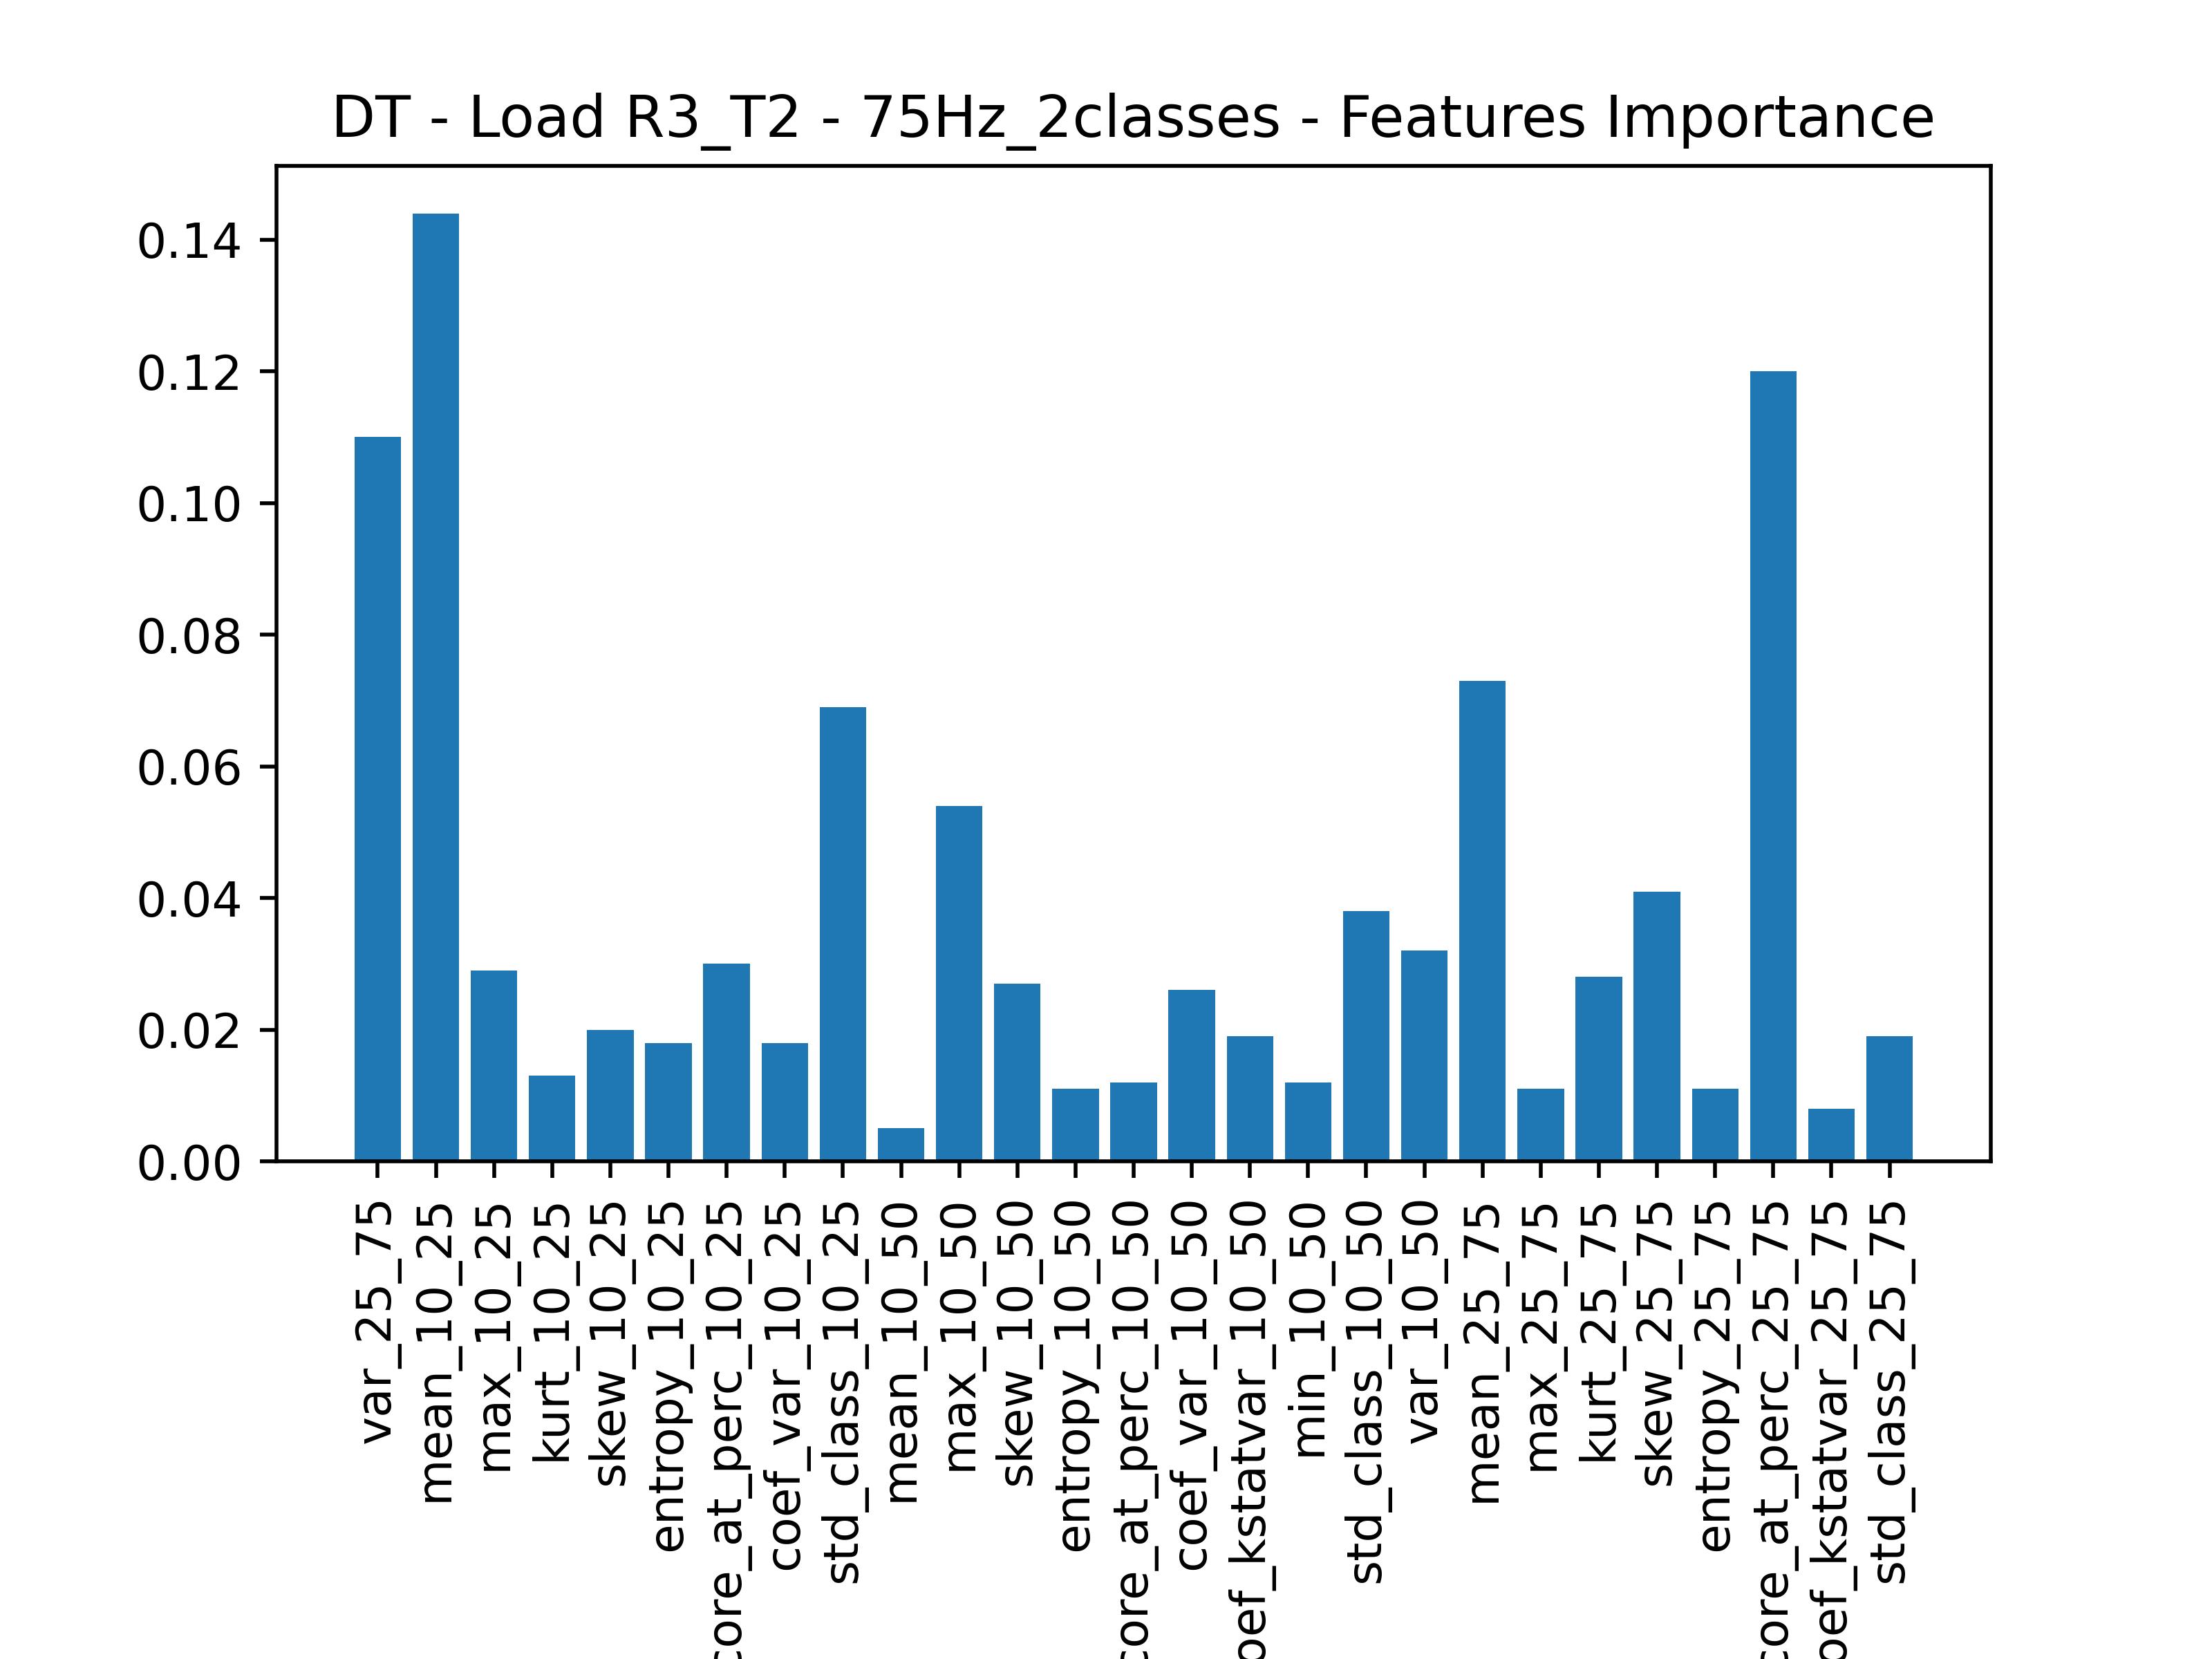 DT - Load R3_T2 - 75Hz_2classes - Features Importance
0.14
0.12
0.10
0.08
0.06
0.04
0.02
0.00
var_25_75
mean_10_25
max_10_25
kurt_10_25
skew_10_25
entropy_10_25
core_at_perc_10_25
coef_var_10_25
std_class_10_25
mean_10_50
max_10_50
skew_10_50
entropy_10_50
core_at_perc_10_50
coef_var_10_50
oef_kstatvar_10_50
min_10_50
std_class_10_50
var_10_50
mean_25_75
max_25_75
kurt_25_75
skew_25_75
entropy_25_75
core_at_perc_25_75
oef_kstatvar_25_75
std_class_25_75